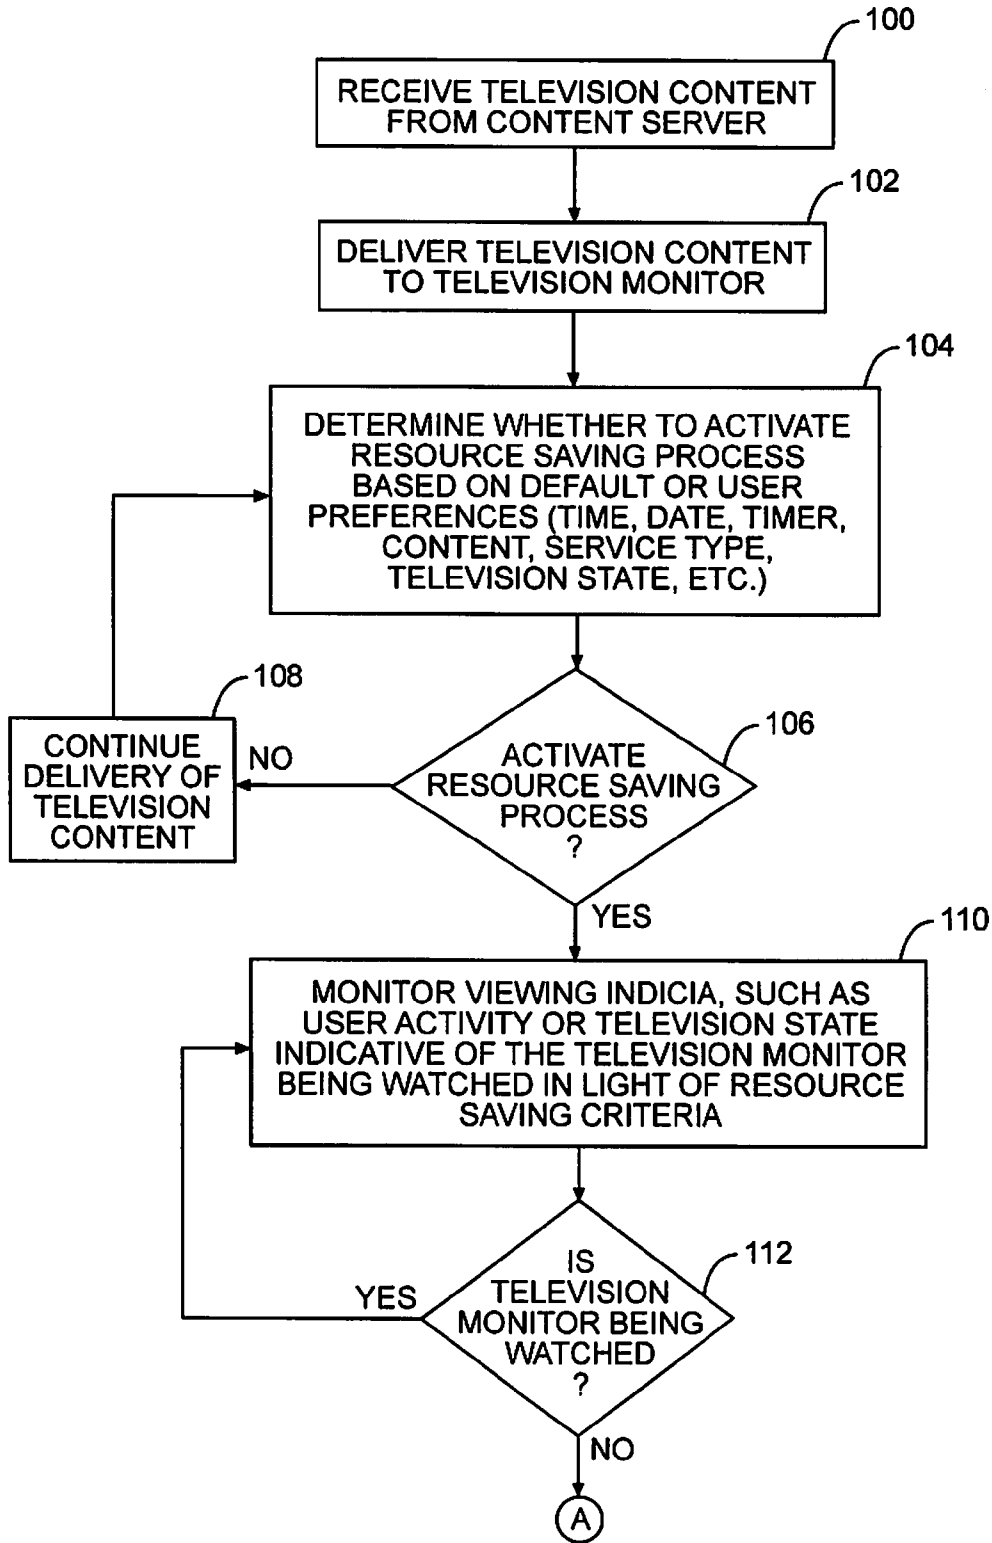 100
RECEIVE TELEVISION CONTENT
FROM CONTENT SERVER
102
DELIVER TELEVISION CONTENT
TO TELEVISION MONITOR
104
DETERMINE WHETHER TO ACTIVATE
RESOURCE SAVING PROCESS
BASED ON DEFAULT OR USER
PREFERENCES (TIME, DATE, TIMER,
CONTENT, SERVICE TYPE,
TELEVISION STATE, ETC.)
108
CONTINUE
DELIVERY OF
TELEVISION
CONTENT
NO
106
ACTIVATE
RESOURCE SAVING
PROCESS
?
YES
110
MONITOR VIEWING INDICIA, SUCH AS
USER ACTIVITY OR TELEVISION STATE
INDICATIVE OF THE TELEVISION MONITOR
BEING WATCHED IN LIGHT OF RESOURCE
SAVING CRITERIA
112
IS
TELEVISION
MONITOR BEING
WATCHED
?
YES
NO
A